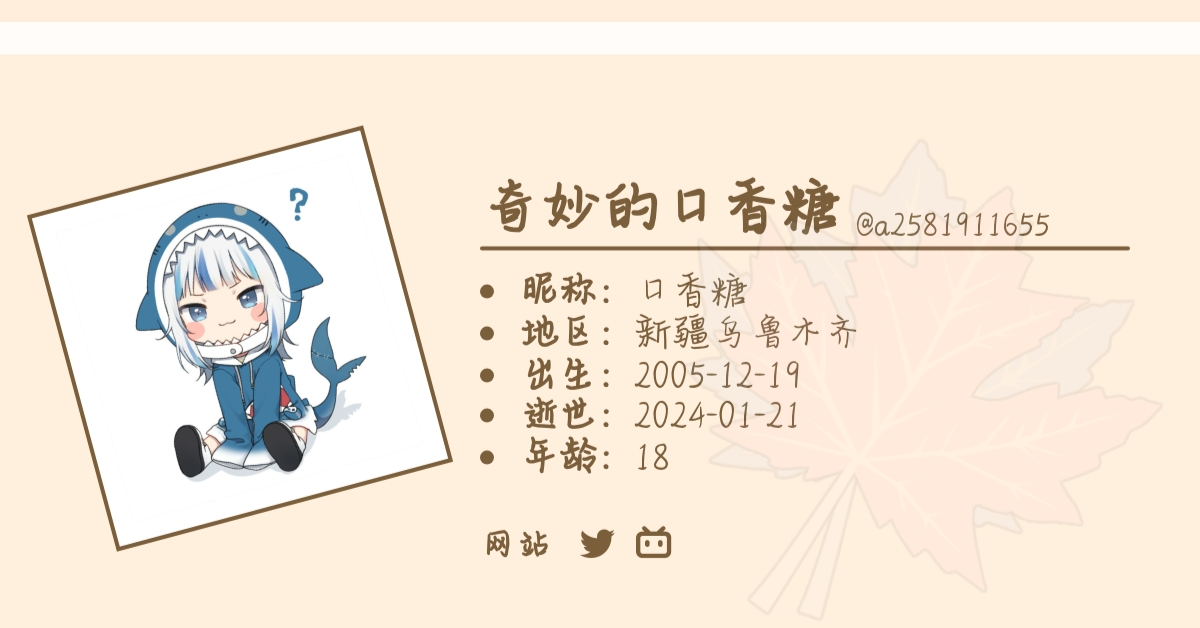 ?
奇妙的口香糖 @a2581911655
昵称: 口香糖
地区: 新疆乌鲁木齐
出生: 2005-12-19
逝世: 2024-01-21
年龄: 18
网站